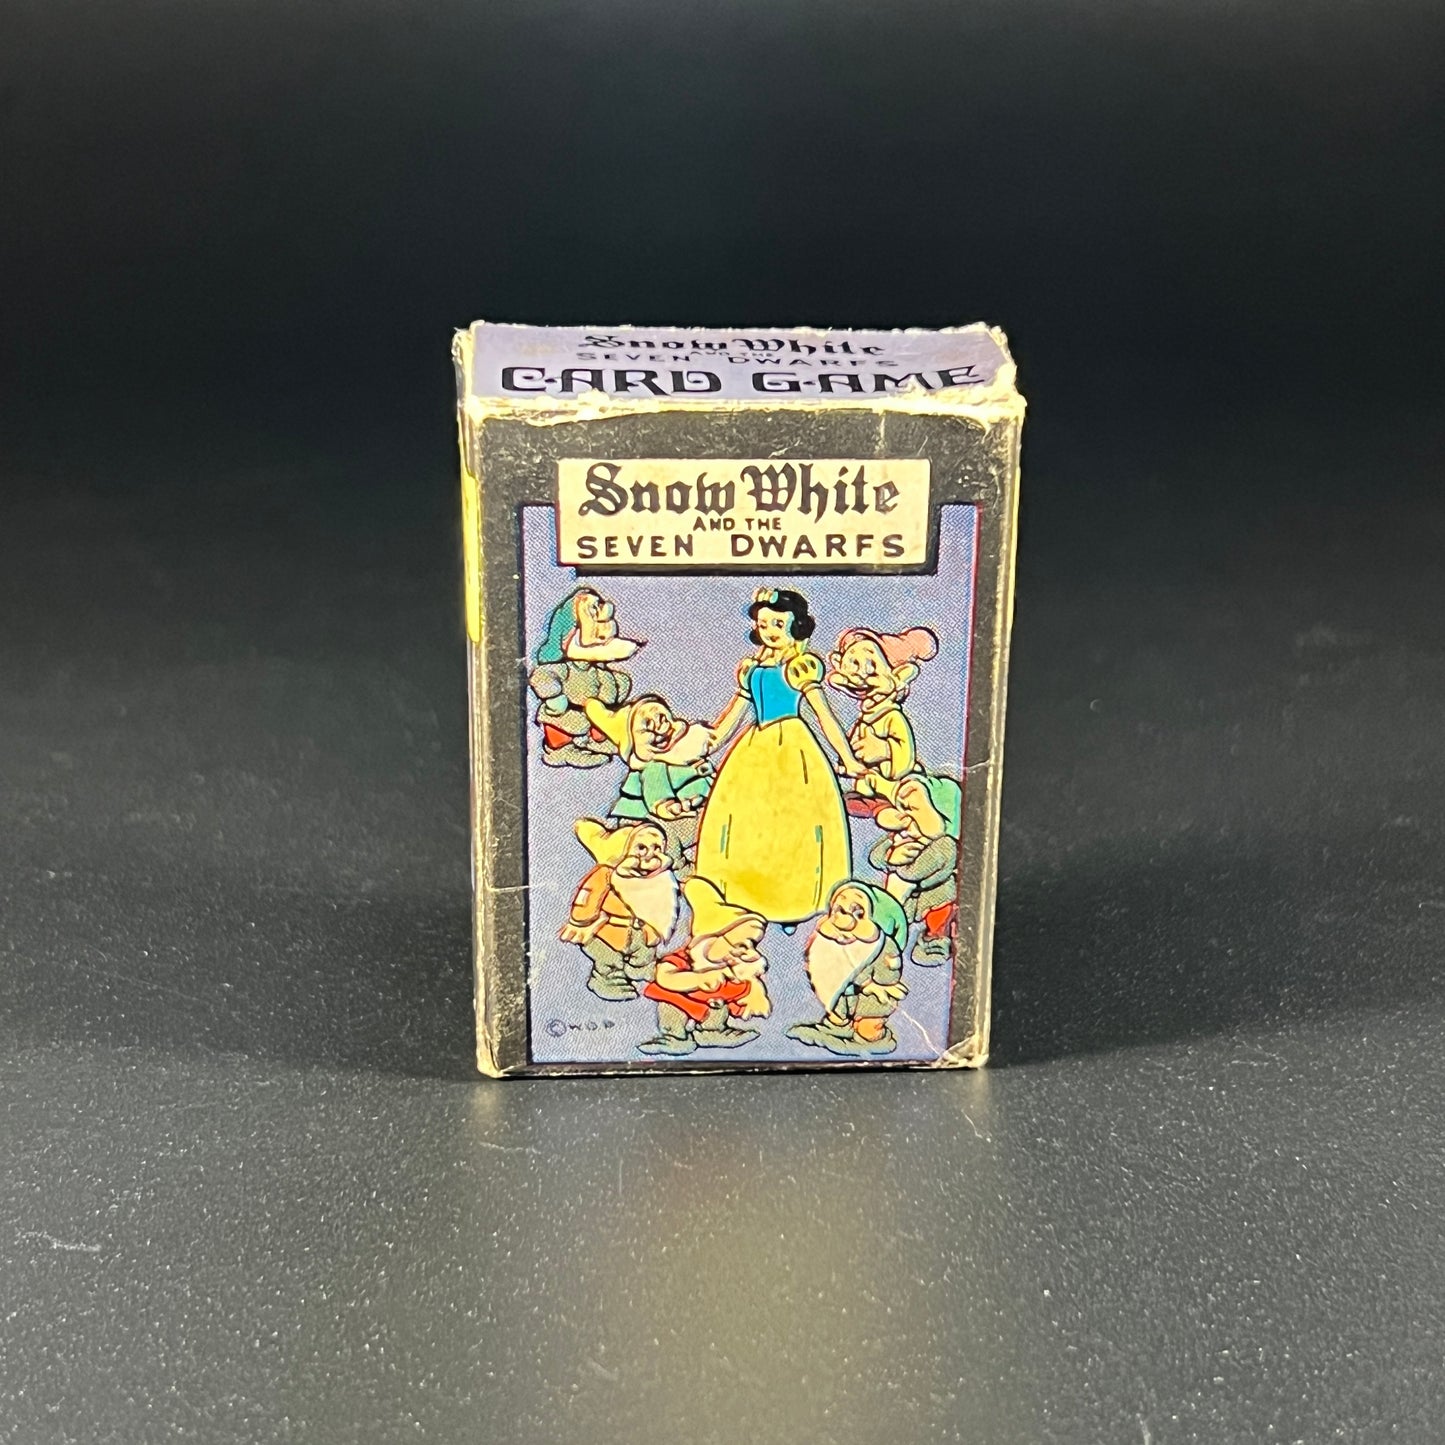 Snow White
AND THE
SEVEN DWARFS
CARD GAME
Snow White
AND THE
SEVEN DWARFS
©W.D.P